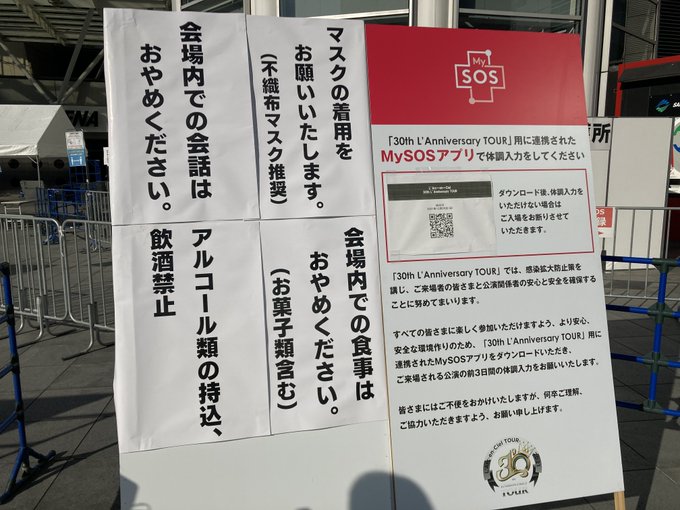 マスクの着用を
お願いいたします。
(不織布マスク推奨)
会場内での会話は
おやめください。
会場内での食事は
おやめください。
(お菓子類含む)
アルコール類の持込、
飲酒禁止
My
SOS
「30th L'Anniversary TOUR」用に連携された
MySOSアプリで体調入力をしてください
L'Arc~en~Ciel
30th L'Anniversary TOUR
ダウンロード後、体調入力を
いただけない場合は
ご入場をお断りさせて
いただきます。
「30th L'Anniversary TOUR」では、感染拡大防止策を
講じ、ご来場者の皆さまと公演関係者の安心と安全を確保する
ことに努めてまいります。
すべての皆さまに楽しく参加いただけますよう、より安心、
安全な環境作りのため、「30th L'Anniversary TOUR」用に
連携されたMySOSアプリをダウンロードいただき、
ご来場される公演の前3日間の体調入力をお願いいたします。
皆さまにはご不便をおかけいたしますが、何卒ご理解、
ご協力いただきますよう、お願い申し上げます。
TOUR